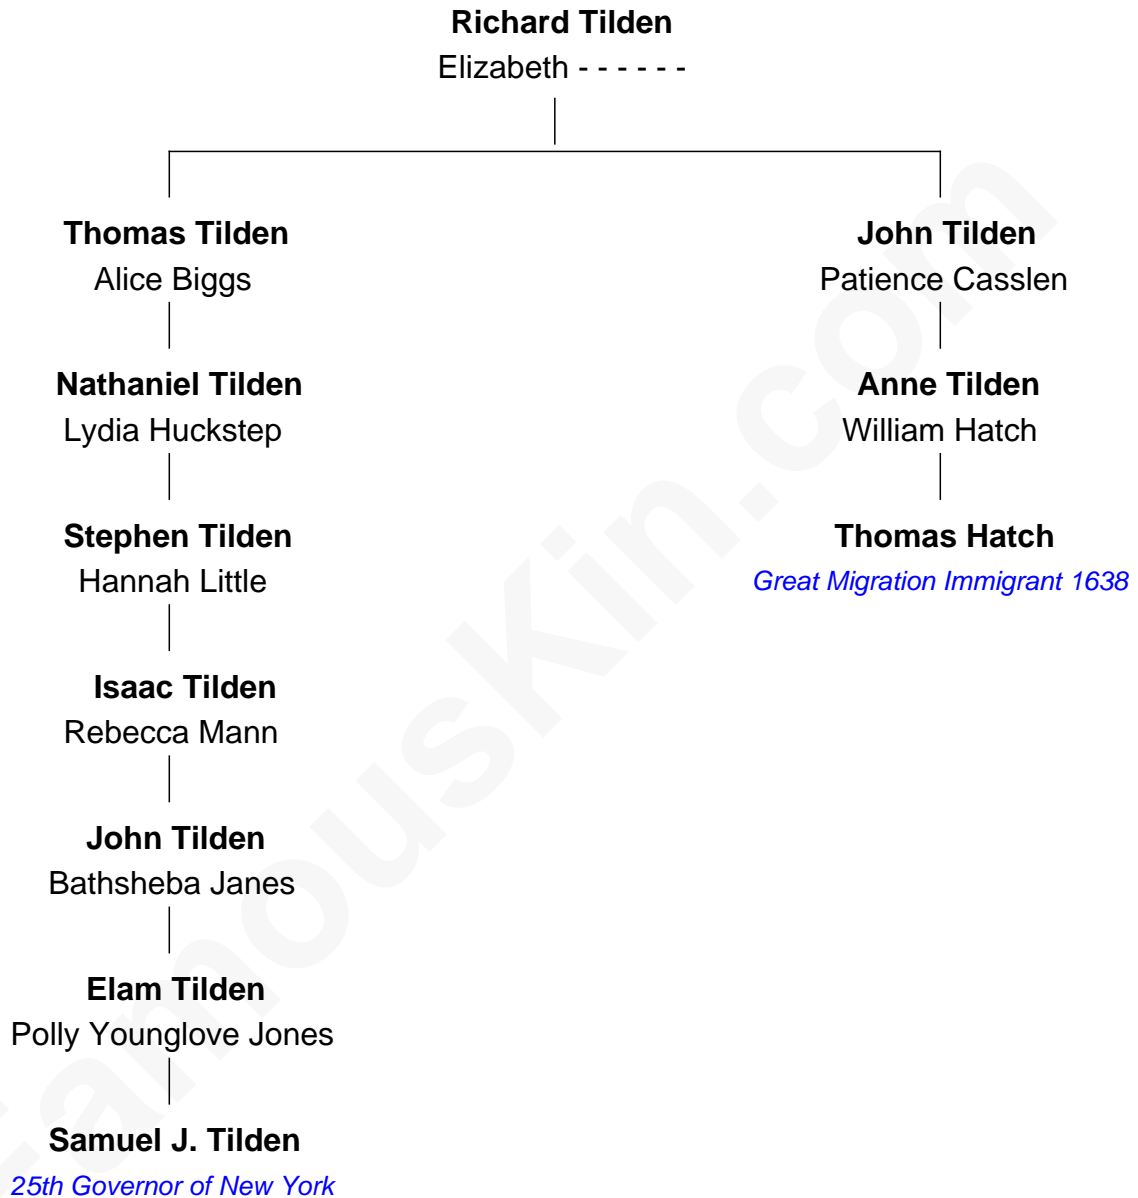 Richard Tilden
Elizabeth - - - - - -
Thomas Tilden
Alice Biggs
John Tilden
Patience Casslen
Nathaniel Tilden
Lydia Huckstep
Anne Tilden
William Hatch
Stephen Tilden
Hannah Little
Thomas Hatch
Great Migration Immigrant 1638
Isaac Tilden
Rebecca Mann
John Tilden
Bathsheba Janes
Elam Tilden
Polly Younglove Jones
Samuel J. Tilden
25th Governor of New York
FamousKin.com